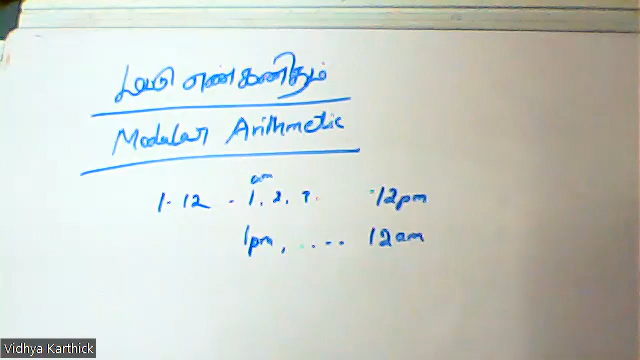 மட்டு எண்கணிதம்
Modular Arithmetic
am
1-12 - 1, 2, 3. 12pm
1pm, .... 12am
Vidhya Karthick